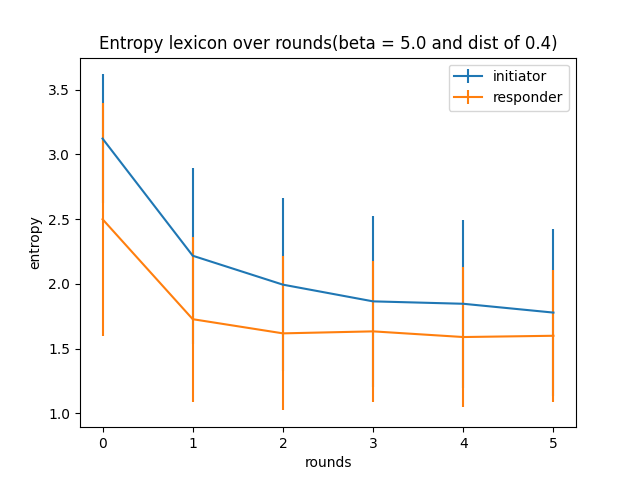 Entropy lexicon over rounds(beta = 5.0 and dist of 0.4)
initiator
responder
entropy
3.5
3.0
2.5
2.0
1.5
1.0
0 1 2 3 4 5
rounds